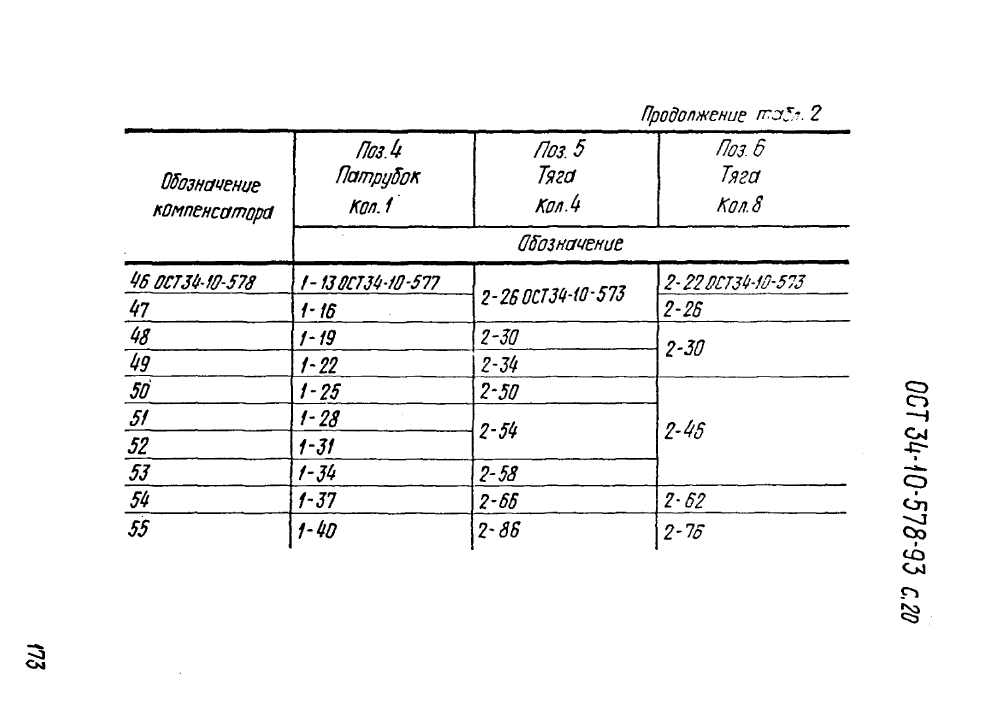 Продолжение табл. 2
Обозначение компенсатора
Поз. 4 Патрубок Кол. 1
Поз. 5 Тяга Кол. 4
Поз. 6 Тяга Кол. 8
Обозначение
46 ОСТ34-10-578 1-13 ОСТ34-10-577 2-26 ОСТ34-10-573 2-22 ОСТ34-10-573
47 1-16 2-26
48 1-19 2-30 2-30
49 1-22 2-34
50 1-25 2-50 2-46
51 1-28 2-54
52 1-31
53 1-34 2-58
54 1-37 2-66 2-62
55 1-40 2-86 2-76
ОСТ 34-10-578-93 с.20
173